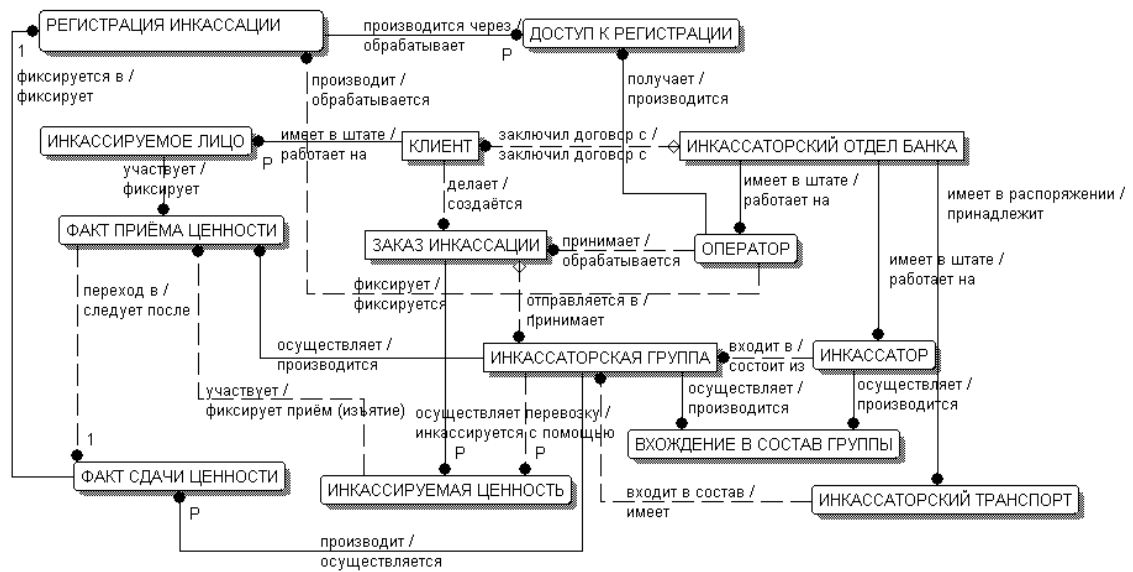 РЕГИСТРАЦИЯ ИНКАССАЦИИ
производится через /
обрабатывает
P
ДОСТУП К РЕГИСТРАЦИИ
1
фиксируется в /
фиксирует
производит /
обрабатывается
получает /
производится
ИНКАССИРУЕМОЕ ЛИЦО
имеет в штате /
работает на
P
КЛИЕНТ
заключил договор с /
заключил договор с
ИНКАССАТОРСКИЙ ОТДЕЛ БАНКА
участвует /
фиксирует
делает /
создаётся
имеет в штате /
работает на
имеет в распоряжении /
принадлежит
ФАКТ ПРИЁМА ЦЕННОСТИ
ЗАКАЗ ИНКАССАЦИИ
принимает /
обрабатывается
ОПЕРАТОР
имеет в штате /
работает на
переход в /
следует после
фиксирует /
фиксируется
отправляется в /
принимает
осуществляет /
производится
ИНКАССАТОРСКАЯ ГРУППА
входит в /
состоит из
ИНКАССАТОР
участвует /
фиксирует приём (изъятие)
осуществляет перевозку /
инкассируется с помощью
осуществляет /
производится
осуществляет /
производится
1
P
P
ВХОЖДЕНИЕ В СОСТАВ ГРУППЫ
ФАКТ СДАЧИ ЦЕННОСТИ
ИНКАССИРУЕМАЯ ЦЕННОСТЬ
входит в состав /
имеет
ИНКАССАТОРСКИЙ ТРАНСПОРТ
P
производит /
осуществляется